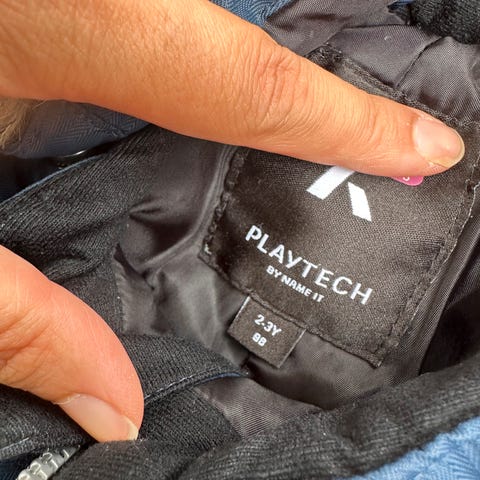 PLAYTECH
BY NAME IT
2-3Y
98